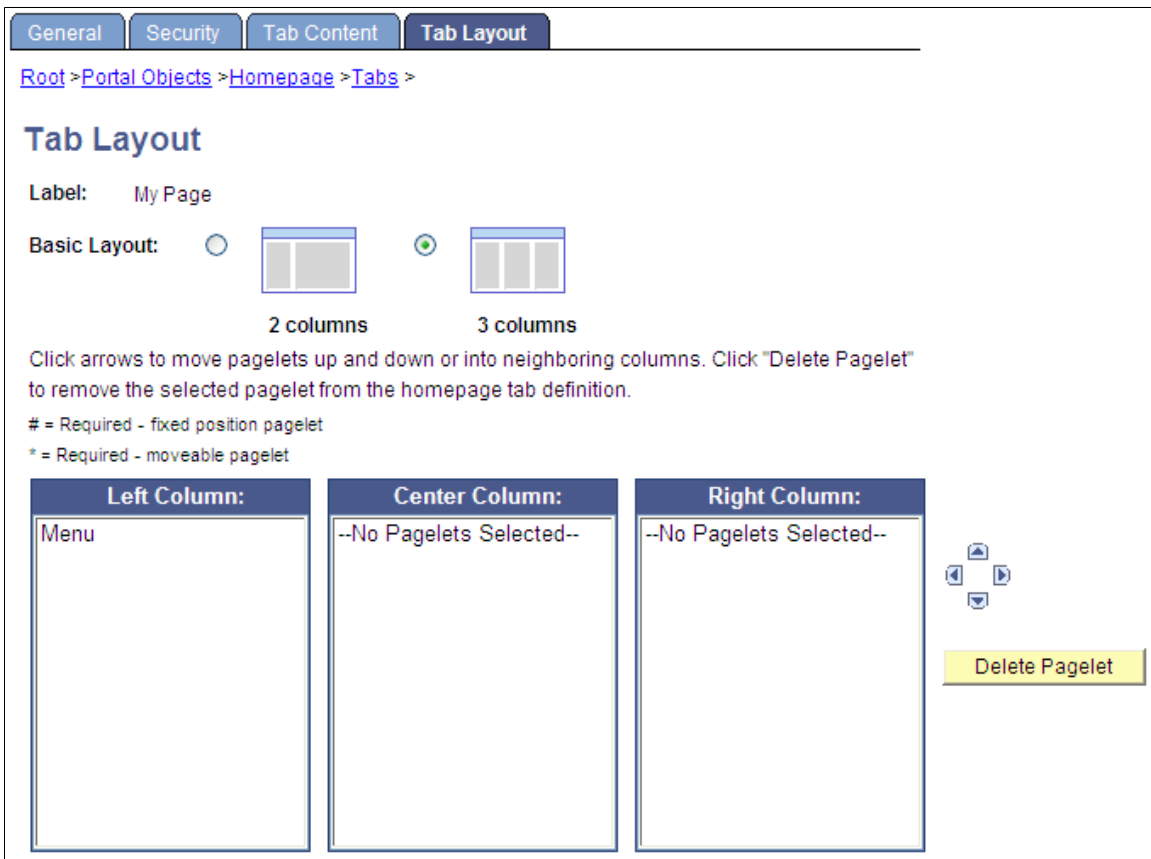 General Security Tab Content Tab Layout
Root >Portal Objects >Homepage >Tabs >
Tab Layout
Label: My Page
Basic Layout:
2 columns 3 columns
Click arrows to move pagelets up and down or into neighboring columns. Click "Delete Pagelet"
to remove the selected pagelet from the homepage tab definition.
# = Required - fixed position pagelet
* = Required - moveable pagelet
Left Column: Center Column: Right Column:
Menu --No Pagelets Selected-- --No Pagelets Selected--
Delete Pagelet